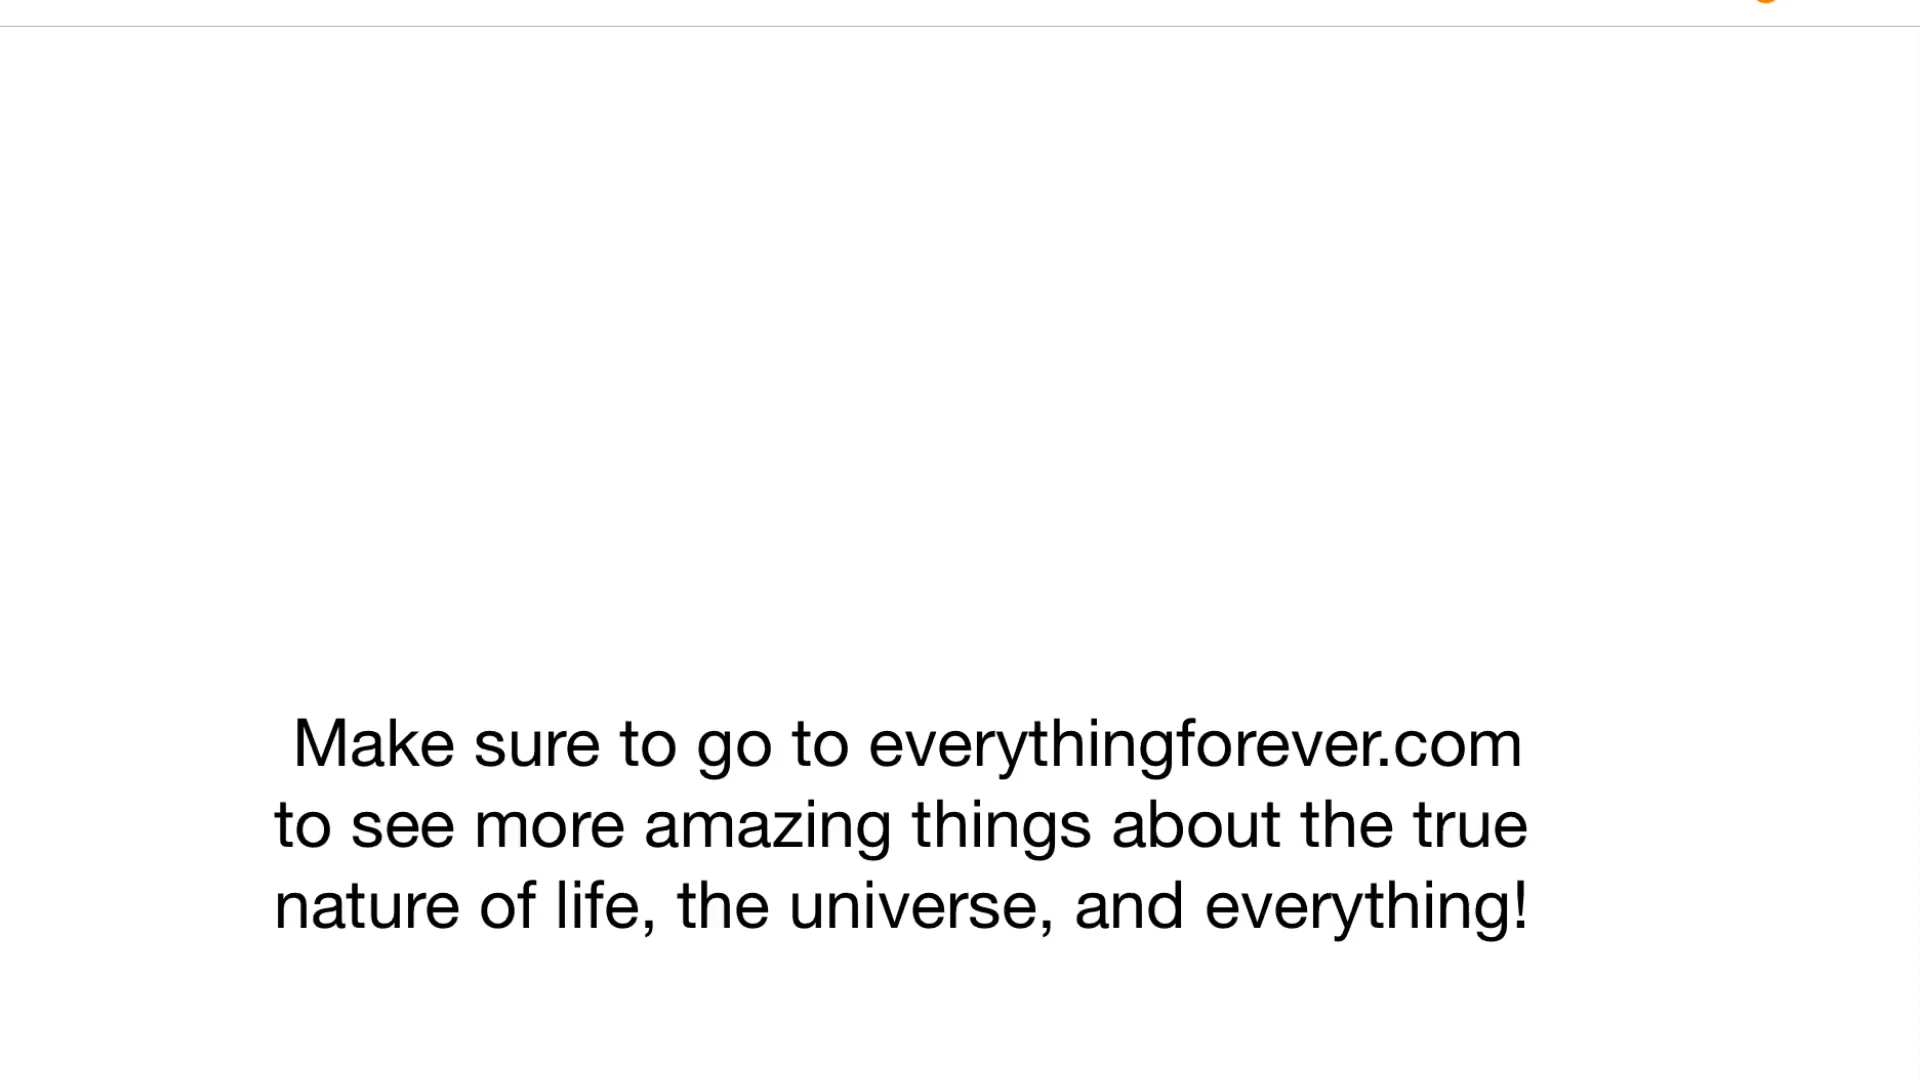 Make sure to go to everythingforever.com
to see more amazing things about the true
nature of life, the universe, and everything!